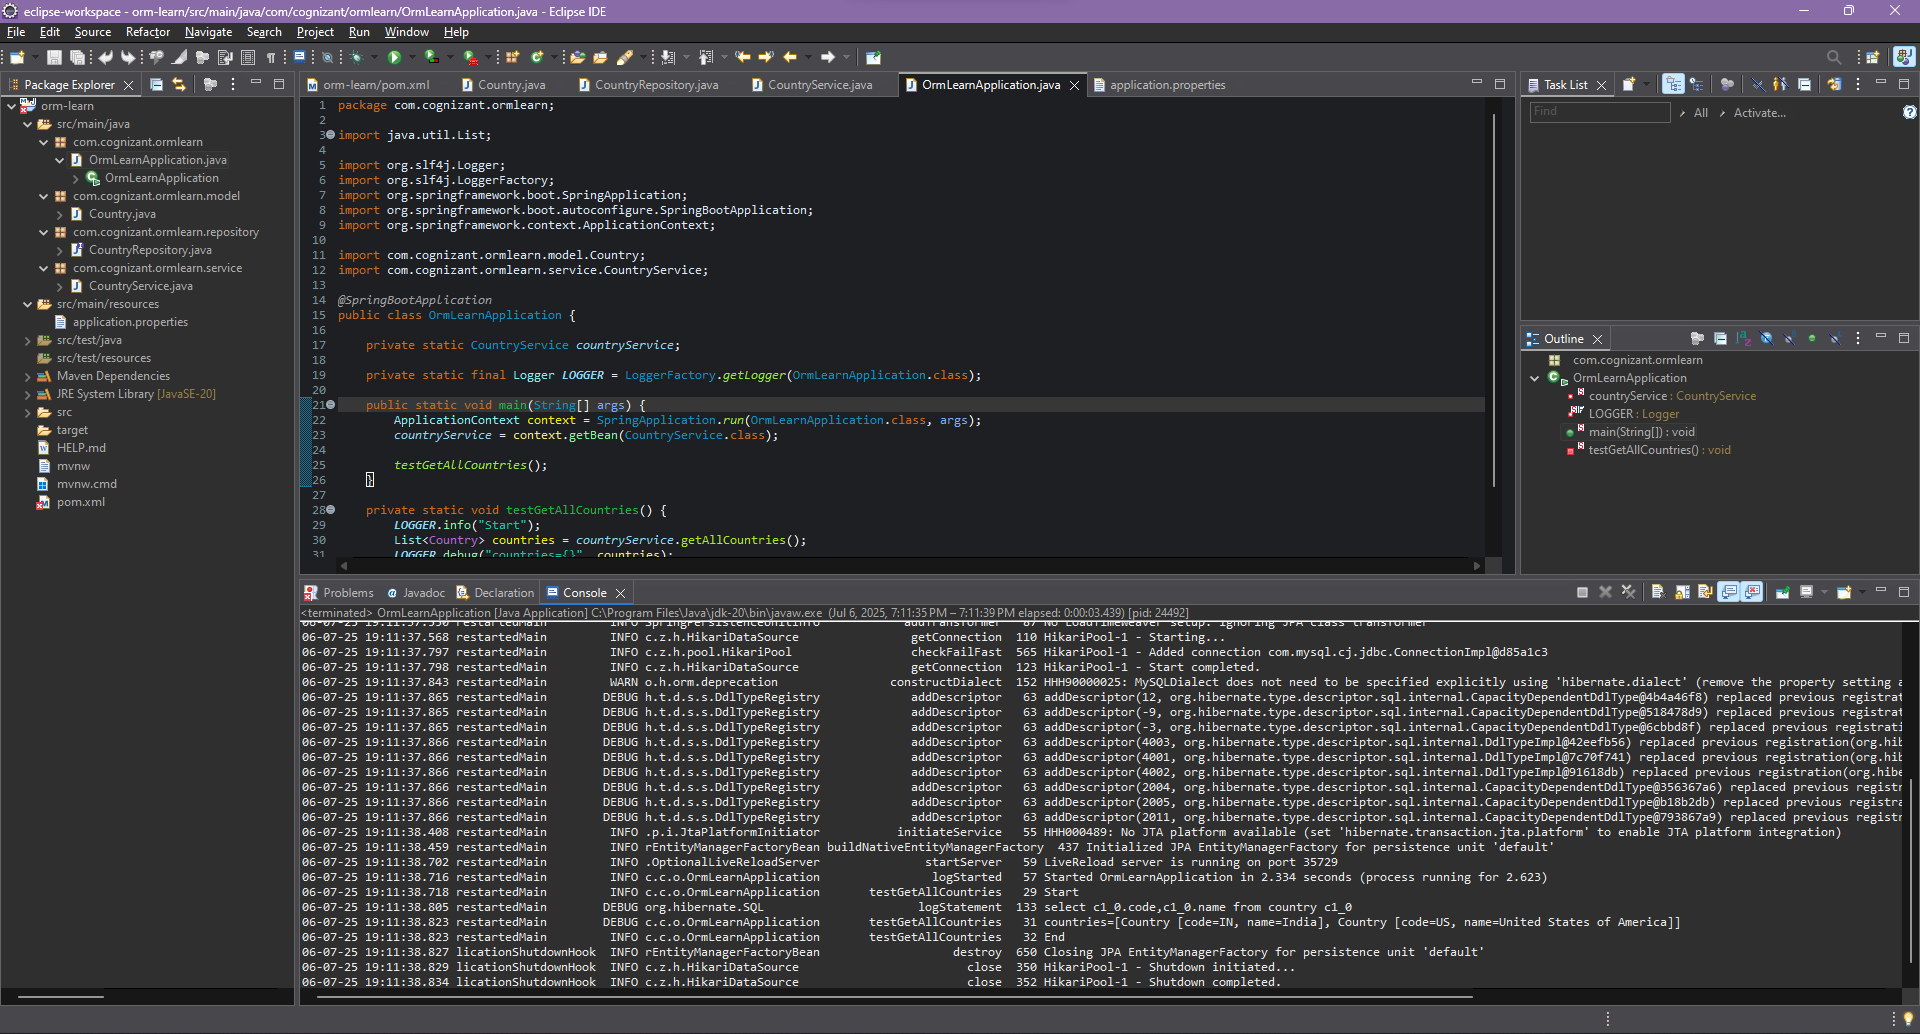 eclipse-workspace - orm-learn/src/main/java/com/cognizant/ormlearn/OrmLearnApplication.java - Eclipse IDE
File Edit Source Refactor Navigate Search Project Run Window Help
Package Explorer
orm-learn
src/main/java
com.cognizant.ormlearn
OrmLearnApplication.java
OrmLearnApplication
com.cognizant.ormlearn.model
Country.java
com.cognizant.ormlearn.repository
CountryRepository.java
com.cognizant.ormlearn.service
CountryService.java
src/main/resources
application.properties
src/test/java
src/test/resources
Maven Dependencies
JRE System Library [JavaSE-20]
src
target
HELP.md
mvnw
mvnw.cmd
pom.xml
orm-learn/pom.xml Country.java CountryRepository.java CountryService.java OrmLearnApplication.java application.properties
1 package com.cognizant.ormlearn;
2
3 import java.util.List;
4
5 import org.slf4j.Logger;
6 import org.slf4j.LoggerFactory;
7 import org.springframework.boot.SpringApplication;
8 import org.springframework.boot.autoconfigure.SpringBootApplication;
9 import org.springframework.context.ApplicationContext;
10
11 import com.cognizant.ormlearn.model.Country;
12 import com.cognizant.ormlearn.service.CountryService;
13
14 @SpringBootApplication
15 public class OrmLearnApplication {
16
17 private static CountryService countryService;
18
19 private static final Logger LOGGER = LoggerFactory.getLogger(OrmLearnApplication.class);
20
21 public static void main(String[] args) {
22 ApplicationContext context = SpringApplication.run(OrmLearnApplication.class, args);
23 countryService = context.getBean(CountryService.class);
24
25 testGetAllCountries();
26 }
27
28 private static void testGetAllCountries() {
29 LOGGER.info("Start");
30 List<Country> countries = countryService.getAllCountries();
31 LOGGER.debug("countries={}", countries);
Task List
Find All Activate...
Outline
com.cognizant.ormlearn
OrmLearnApplication
countryService : CountryService
LOGGER : Logger
main(String[]) : void
testGetAllCountries() : void
Problems Javadoc Declaration Console
<terminated> OrmLearnApplication [Java Application] C:\Program Files\Java\jdk-20\bin\javaw.exe (Jul 6, 2025, 7:11:35 PM – 7:11:39 PM elapsed: 0:00:03.439) [pid: 24492]
06-07-25 19:11:37.550 restartedMain INFO SpringPersistenceUnitInfo addTransformer 87 No LoadTimeWeaver setup: ignoring JPA class transformer
06-07-25 19:11:37.568 restartedMain INFO c.z.h.HikariDataSource getConnection 110 HikariPool-1 - Starting...
06-07-25 19:11:37.797 restartedMain INFO c.z.h.pool.HikariPool checkFailFast 565 HikariPool-1 - Added connection com.mysql.cj.jdbc.ConnectionImpl@d85a1c3
06-07-25 19:11:37.798 restartedMain INFO c.z.h.HikariDataSource getConnection 123 HikariPool-1 - Start completed.
06-07-25 19:11:37.843 restartedMain WARN o.h.orm.deprecation constructDialect 152 HHH90000025: MySQLDialect does not need to be specified explicitly using 'hibernate.dialect' (remove the property setting a
06-07-25 19:11:37.865 restartedMain DEBUG h.t.d.s.s.DdlTypeRegistry addDescriptor 63 addDescriptor(12, org.hibernate.type.descriptor.sql.internal.CapacityDependentDdlType@4b4a46f8) replaced previous registrat
06-07-25 19:11:37.865 restartedMain DEBUG h.t.d.s.s.DdlTypeRegistry addDescriptor 63 addDescriptor(-9, org.hibernate.type.descriptor.sql.internal.CapacityDependentDdlType@518478d9) replaced previous registrat
06-07-25 19:11:37.865 restartedMain DEBUG h.t.d.s.s.DdlTypeRegistry addDescriptor 63 addDescriptor(-3, org.hibernate.type.descriptor.sql.internal.CapacityDependentDdlType@6cbbd8f) replaced previous registrati
06-07-25 19:11:37.866 restartedMain DEBUG h.t.d.s.s.DdlTypeRegistry addDescriptor 63 addDescriptor(4003, org.hibernate.type.descriptor.sql.internal.DdlTypeImpl@42eefb56) replaced previous registration(org.hib
06-07-25 19:11:37.866 restartedMain DEBUG h.t.d.s.s.DdlTypeRegistry addDescriptor 63 addDescriptor(4001, org.hibernate.type.descriptor.sql.internal.DdlTypeImpl@7c70f741) replaced previous registration(org.hib
06-07-25 19:11:37.866 restartedMain DEBUG h.t.d.s.s.DdlTypeRegistry addDescriptor 63 addDescriptor(4002, org.hibernate.type.descriptor.sql.internal.DdlTypeImpl@91618db) replaced previous registration(org.hibe
06-07-25 19:11:37.866 restartedMain DEBUG h.t.d.s.s.DdlTypeRegistry addDescriptor 63 addDescriptor(2004, org.hibernate.type.descriptor.sql.internal.CapacityDependentDdlType@356367a6) replaced previous registra
06-07-25 19:11:37.866 restartedMain DEBUG h.t.d.s.s.DdlTypeRegistry addDescriptor 63 addDescriptor(2005, org.hibernate.type.descriptor.sql.internal.CapacityDependentDdlType@b18b2db) replaced previous registrat
06-07-25 19:11:37.866 restartedMain DEBUG h.t.d.s.s.DdlTypeRegistry addDescriptor 63 addDescriptor(2011, org.hibernate.type.descriptor.sql.internal.CapacityDependentDdlType@793867a9) replaced previous registr
06-07-25 19:11:38.408 restartedMain INFO .p.i.JtaPlatformInitiator initiateService 55 HHH000489: No JTA platform available (set 'hibernate.transaction.jta.platform' to enable JTA platform integration)
06-07-25 19:11:38.459 restartedMain INFO rEntityManagerFactoryBean buildNativeEntityManagerFactory 437 Initialized JPA EntityManagerFactory for persistence unit 'default'
06-07-25 19:11:38.702 restartedMain INFO .OptionalLiveReloadServer startServer 59 LiveReload server is running on port 35729
06-07-25 19:11:38.716 restartedMain INFO c.c.o.OrmLearnApplication logStarted 57 Started OrmLearnApplication in 2.334 seconds (process running for 2.623)
06-07-25 19:11:38.718 restartedMain INFO c.c.o.OrmLearnApplication testGetAllCountries 29 Start
06-07-25 19:11:38.805 restartedMain DEBUG org.hibernate.SQL logStatement 133 select c1_0.code,c1_0.name from country c1_0
06-07-25 19:11:38.823 restartedMain DEBUG c.c.o.OrmLearnApplication testGetAllCountries 31 countries=[Country [code=IN, name=India], Country [code=US, name=United States of America]]
06-07-25 19:11:38.823 restartedMain INFO c.c.o.OrmLearnApplication testGetAllCountries 32 End
06-07-25 19:11:38.827 licationShutdownHook INFO rEntityManagerFactoryBean destroy 650 Closing JPA EntityManagerFactory for persistence unit 'default'
06-07-25 19:11:38.829 licationShutdownHook INFO c.z.h.HikariDataSource close 350 HikariPool-1 - Shutdown initiated...
06-07-25 19:11:38.834 licationShutdownHook INFO c.z.h.HikariDataSource close 352 HikariPool-1 - Shutdown completed.